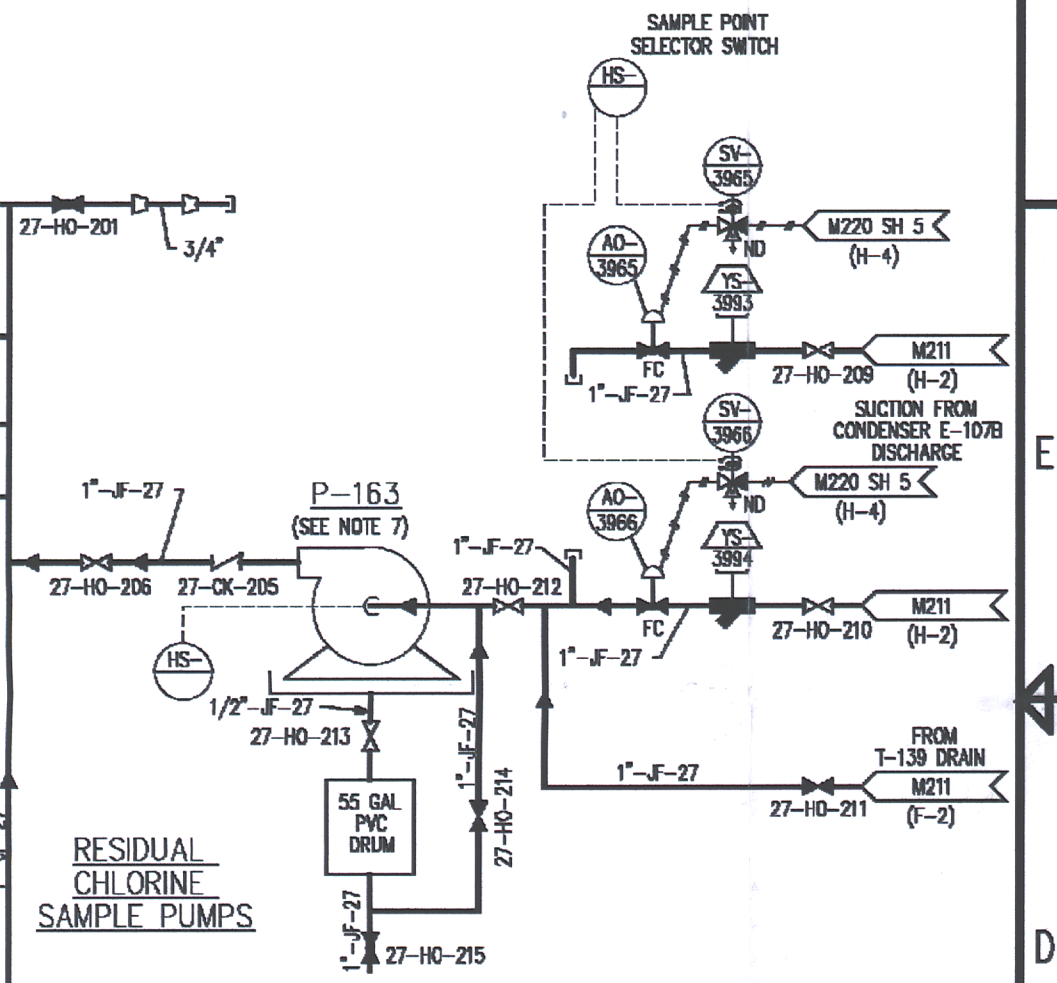 SAMPLE POINT
SELECTOR SWITCH
HS-
SV-
3965
27-HO-201
3/4"
AO-
3965
M220 SH 5
ND
(H-4)
YS-
3993
M211
FC
27-HO-209
(H-2)
1"-JF-27
SV-
3966
SUCTION FROM
CONDENSER E-107B
DISCHARGE
E
1"-JF-27
P-163
(SEE NOTE 7)
AO-
3966
M220 SH 5
ND
(H-4)
YS-
3994
1"-JF-27
27-HO-206
27-CK-205
27-HO-212
M211
FC
27-HO-210
(H-2)
1"-JF-27
HS-
1/2"-JF-27
27-HO-213
1"-JF-27
FROM
T-139 DRAIN
1"-JF-27
M211
27-HO-211
(F-2)
55 GAL
PVC
DRUM
27-HO-214
RESIDUAL
CHLORINE
SAMPLE PUMPS
1"-JF-27
27-HO-215
D